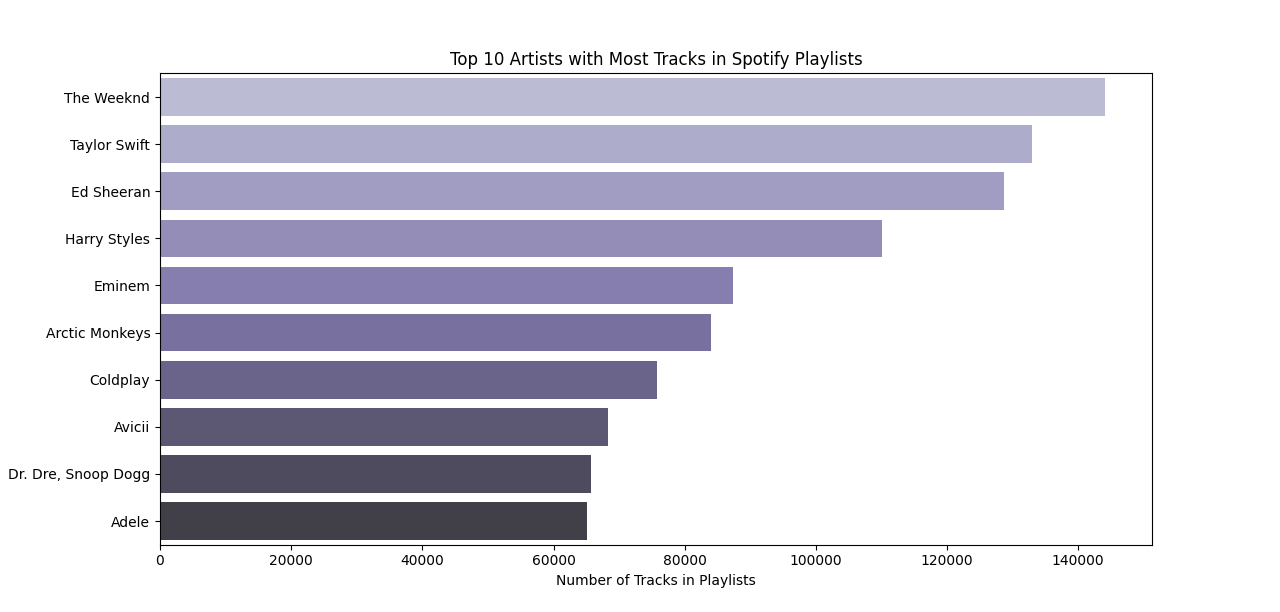 Top 10 Artists with Most Tracks in Spotify Playlists
The Weeknd
Taylor Swift
Ed Sheeran
Harry Styles
Eminem
Arctic Monkeys
Coldplay
Avicii
Dr. Dre, Snoop Dogg
Adele
0 20000 40000 60000 80000 100000 120000 140000
Number of Tracks in Playlists